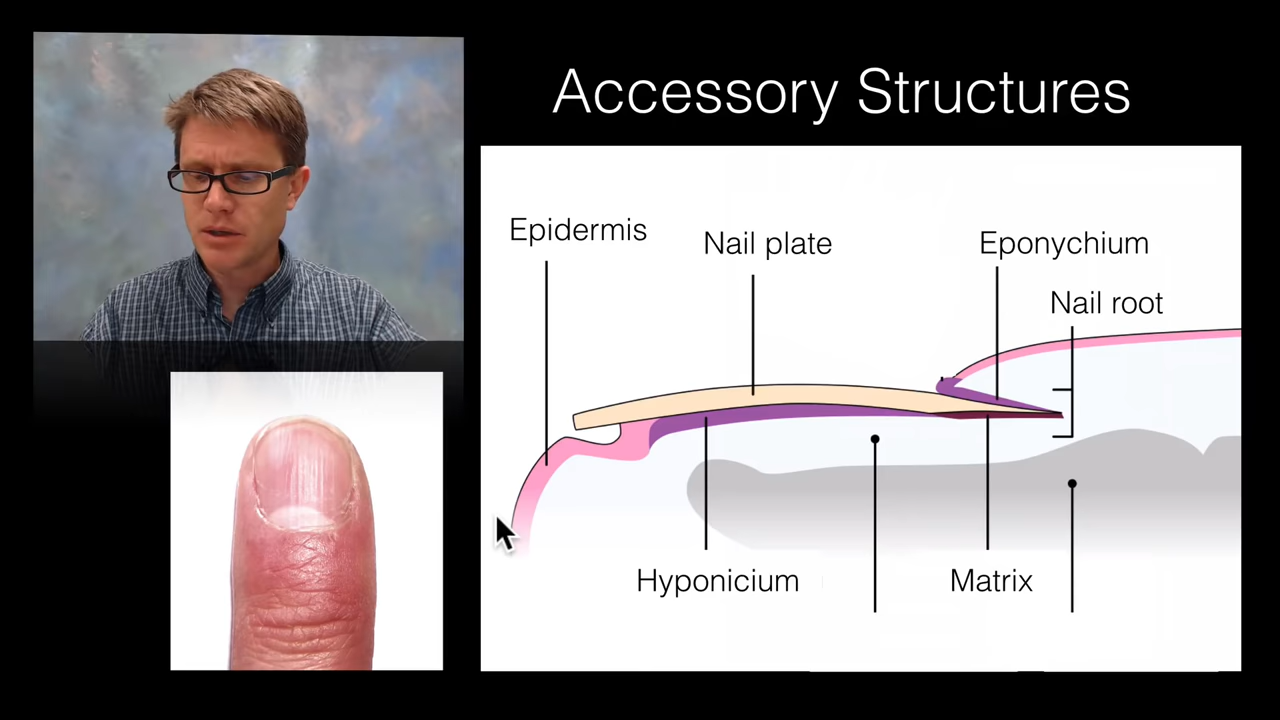 Accessory Structures
Epidermis
Nail plate
Eponychium
Nail root
Hyponicium
Matrix